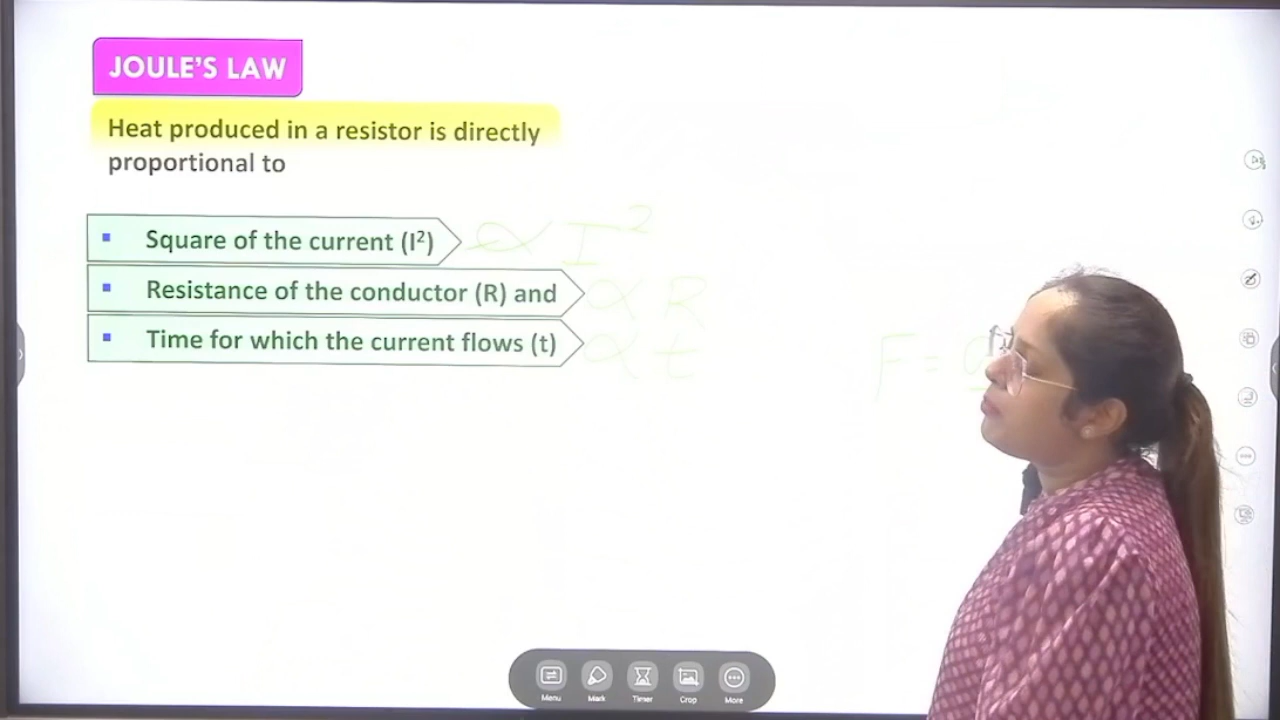 JOULE'S LAW
Heat produced in a resistor is directly
proportional to
▪ Square of the current (I²) ∝ I²
▪ Resistance of the conductor (R) and ∝ R
▪ Time for which the current flows (t) ∝ t
F =
Menu Mark Timer Crop More